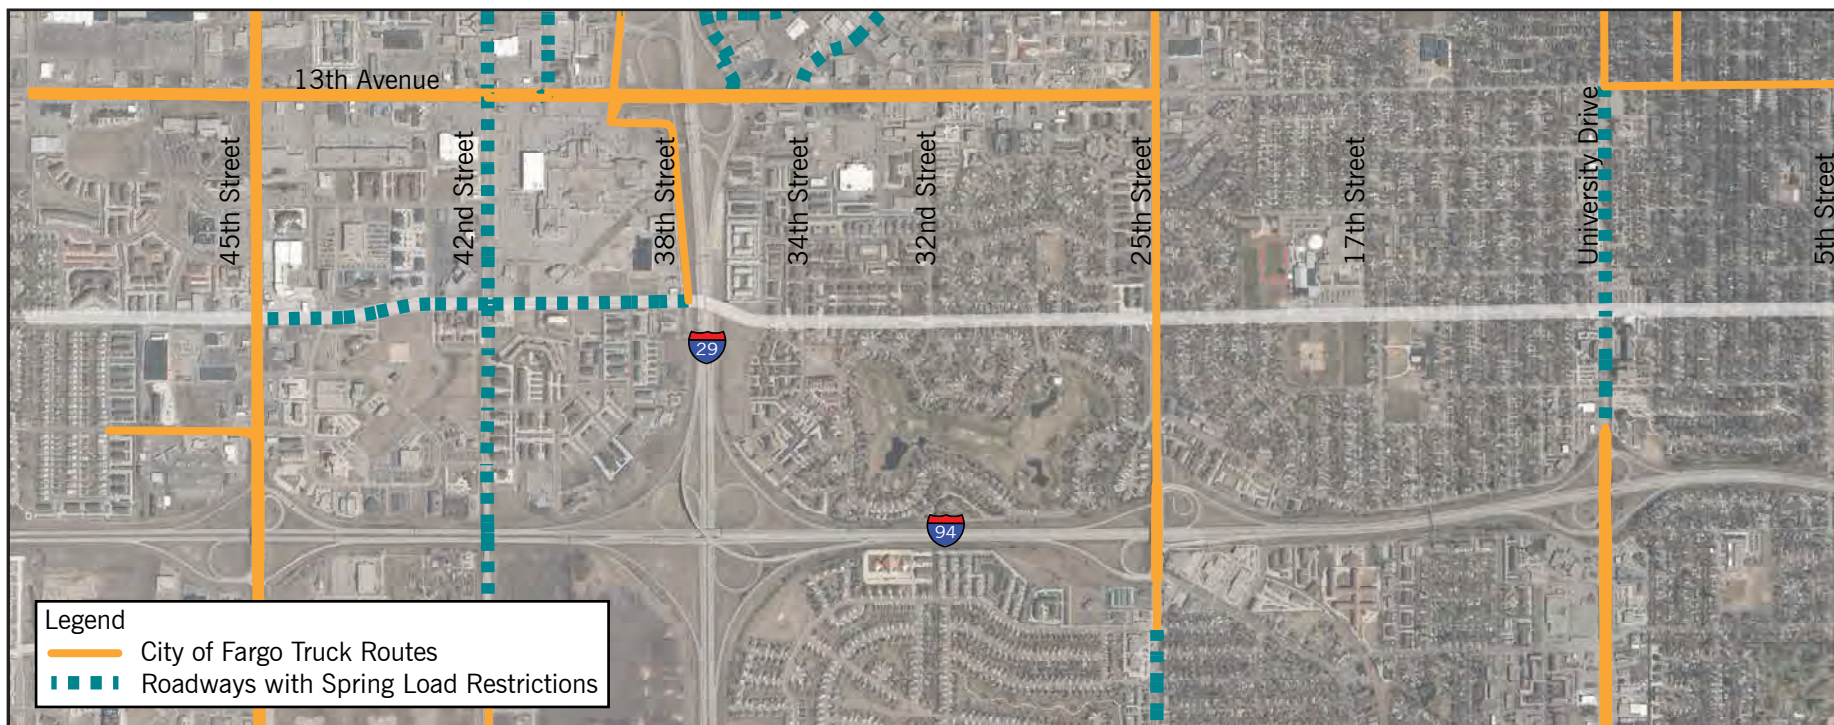 13th Avenue
45th Street
42nd Street
38th Street
34th Street
32nd Street
25th Street
17th Street
University Drive
5th Street
29
94
Legend
City of Fargo Truck Routes
Roadways with Spring Load Restrictions